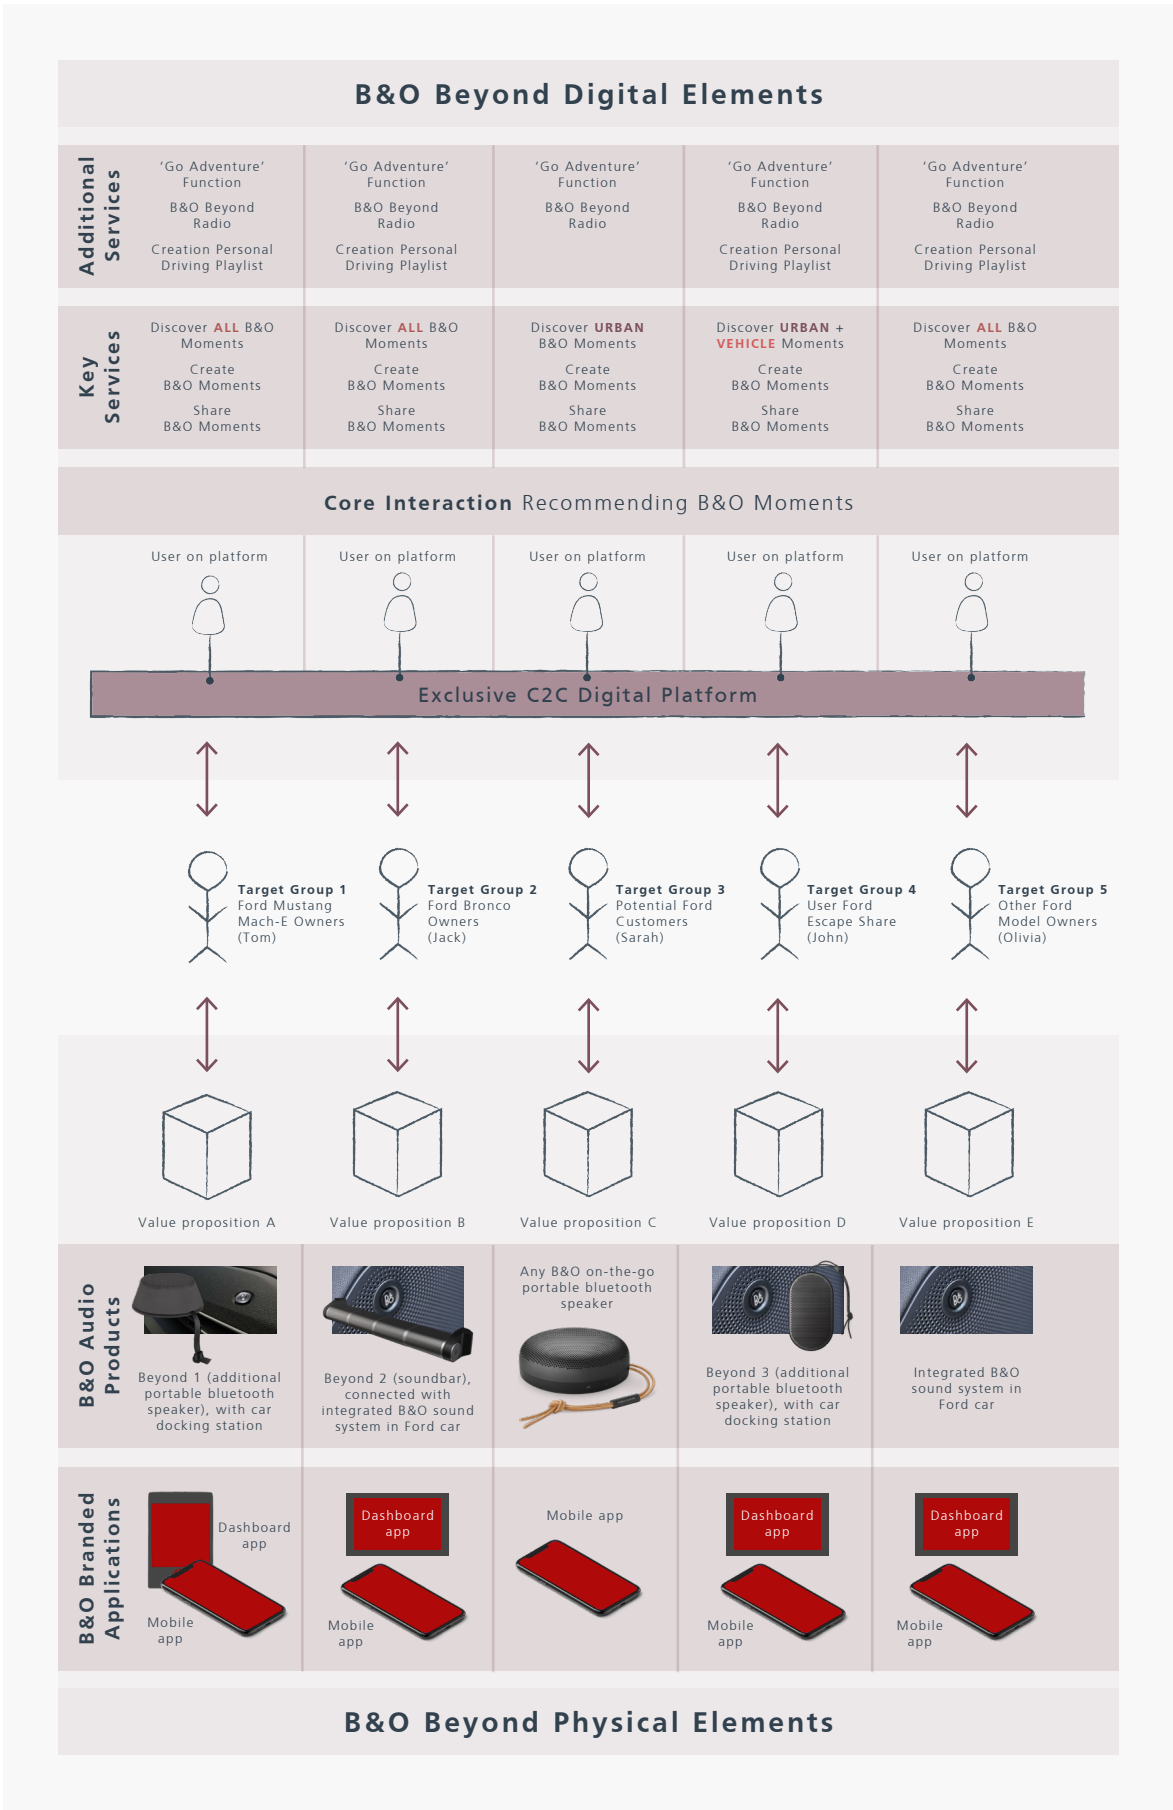 B&O Beyond Digital Elements
Additional
Services
‘Go Adventure’
Function
B&O Beyond
Radio
Creation Personal
Driving Playlist
‘Go Adventure’
Function
B&O Beyond
Radio
Creation Personal
Driving Playlist
‘Go Adventure’
Function
B&O Beyond
Radio
‘Go Adventure’
Function
B&O Beyond
Radio
Creation Personal
Driving Playlist
‘Go Adventure’
Function
B&O Beyond
Radio
Creation Personal
Driving Playlist
Key
Services
Discover ALL B&O
Moments
Create
B&O Moments
Share
B&O Moments
Discover ALL B&O
Moments
Create
B&O Moments
Share
B&O Moments
Discover URBAN
B&O Moments
Create
B&O Moments
Share
B&O Moments
Discover URBAN +
VEHICLE Moments
Create
B&O Moments
Share
B&O Moments
Discover ALL B&O
Moments
Create
B&O Moments
Share
B&O Moments
Core Interaction Recommending B&O Moments
User on platform
User on platform
User on platform
User on platform
User on platform
Exclusive C2C Digital Platform
Target Group 1
Ford Mustang
Mach-E Owners
(Tom)
Target Group 2
Ford Bronco
Owners
(Jack)
Target Group 3
Potential Ford
Customers
(Sarah)
Target Group 4
User Ford
Escape Share
(John)
Target Group 5
Other Ford
Model Owners
(Olivia)
Value proposition A
Value proposition B
Value proposition C
Value proposition D
Value proposition E
B&O Audio
Products
Beyond 1 (additional
portable bluetooth
speaker), with car
docking station
Beyond 2 (soundbar),
connected with
integrated B&O sound
system in Ford car
Any B&O on-the-go
portable bluetooth
speaker
Beyond 3 (additional
portable bluetooth
speaker), with car
docking station
Integrated B&O
sound system in
Ford car
B&O Branded
Applications
Dashboard
app
Mobile
app
Dashboard
app
Mobile
app
Mobile app
Dashboard
app
Mobile
app
Dashboard
app
Mobile
app
B&O Beyond Physical Elements